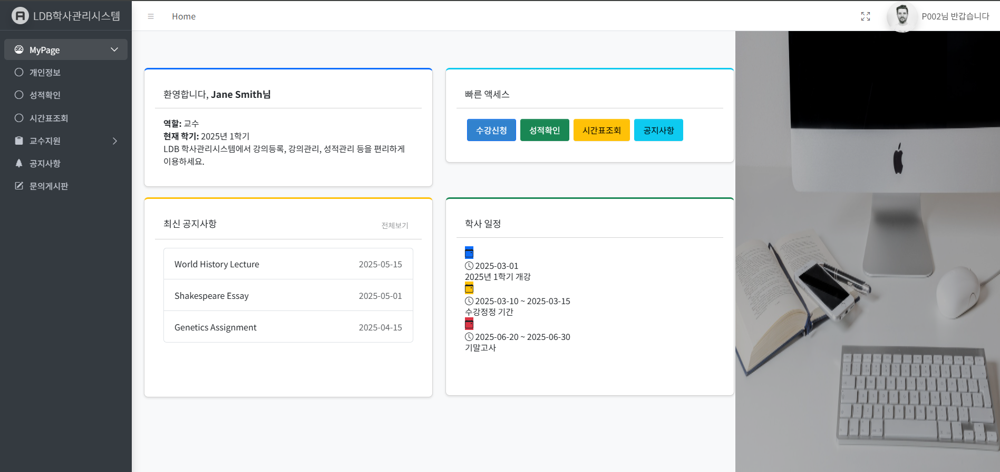 LDB학사관리시스템
Home
P002님 반갑습니다
MyPage
개인정보
성적확인
시간표조회
교수지원
공지사항
문의게시판
환영합니다, Jane Smith님
역할: 교수
현재 학기: 2025년 1학기
LDB 학사관리시스템에서 강의등록, 강의관리, 성적관리 등을 편리하게
이용하세요.
빠른 액세스
수강신청 성적확인 시간표조회 공지사항
최신 공지사항 전체보기
World History Lecture 2025-05-15
Shakespeare Essay 2025-05-01
Genetics Assignment 2025-04-15
학사 일정
2025-03-01
2025년 1학기 개강
2025-03-10 ~ 2025-03-15
수강정정 기간
2025-06-20 ~ 2025-06-30
기말고사